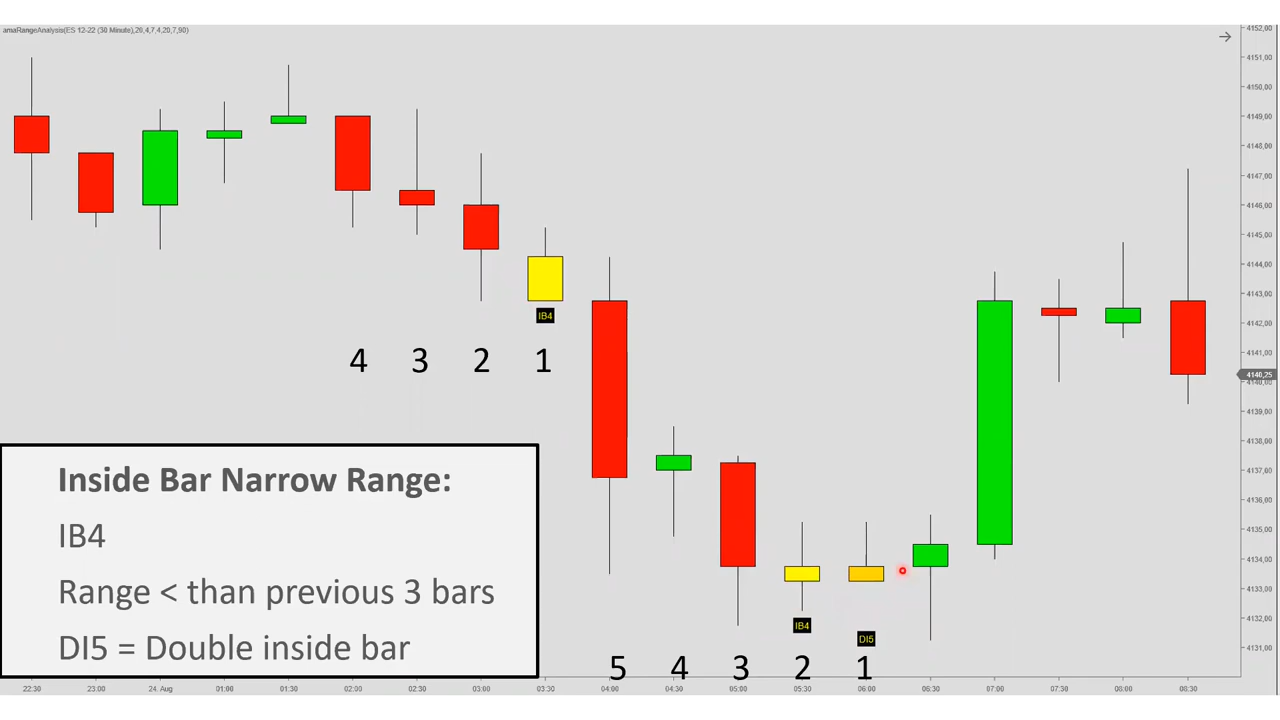 amaRangeAnalysis(ES 12-22 (30 Minute),20,4,7,4,20,7,90)
4152,00
4151,00
4150,00
4149,00
4148,00
4147,00
4146,00
4145,00
4144,00
4143,00
4142,00
4141,00
4140,25
4140,00
4139,00
4138,00
4137,00
4136,00
4135,00
4134,00
4133,00
4132,00
4131,00
IB4
4 3 2 1
Inside Bar Narrow Range:
IB4
Range < than previous 3 bars
DI5 = Double inside bar
IB4
DI5
5 4 3 2 1
22:30 23:00 24. Aug 01:00 01:30 02:00 02:30 03:00 03:30 04:00 04:30 05:00 05:30 06:00 06:30 07:00 07:30 08:00 08:30